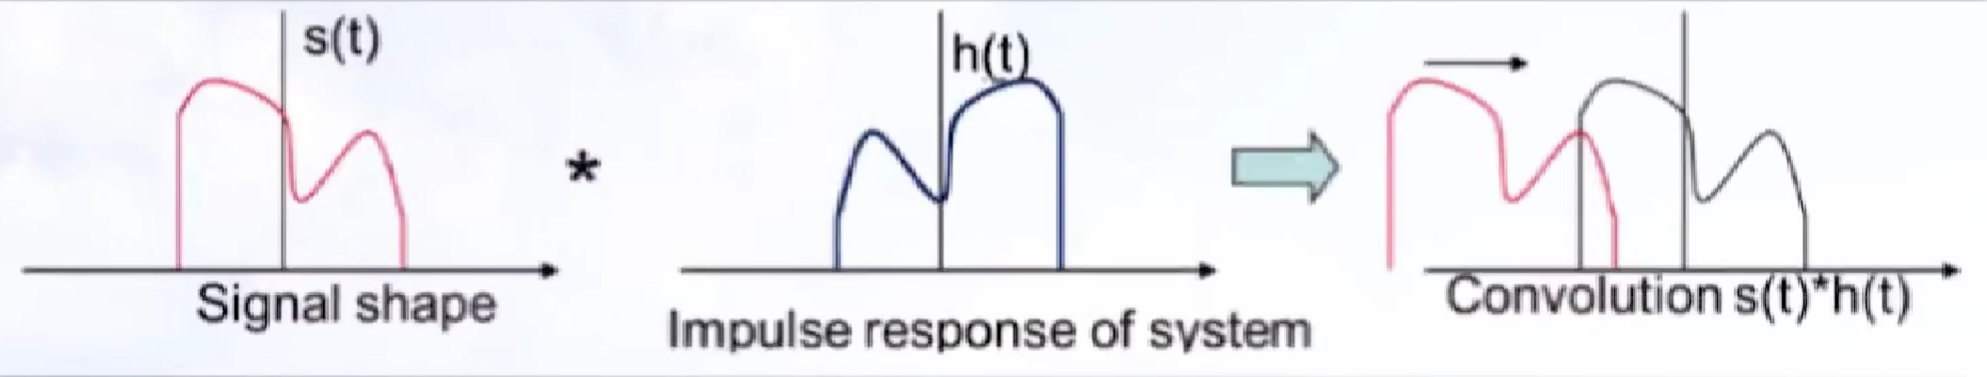 s(t)
h(t)
*
Signal shape
Impulse response of system
Convolution s(t)*h(t)